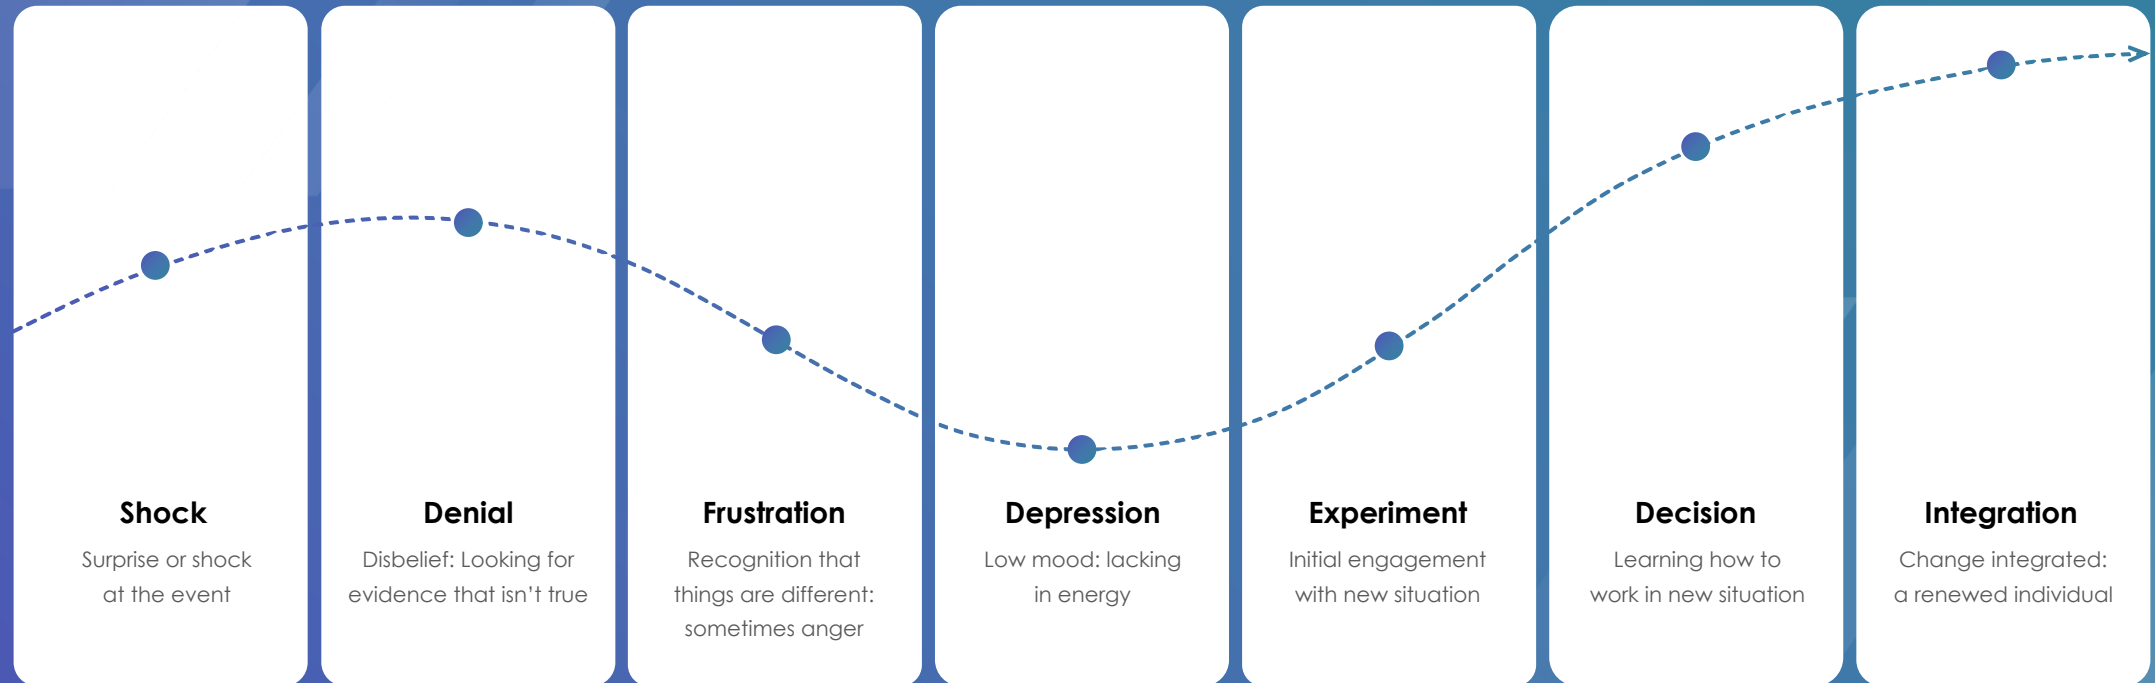 Shock
Surprise or shock
at the event
Denial
Disbelief: Looking for
evidence that isn't true
Frustration
Recognition that
things are different:
sometimes anger
Depression
Low mood: lacking
in energy
Experiment
Initial engagement
with new situation
Decision
Learning how to
work in new situation
Integration
Change integrated:
a renewed individual